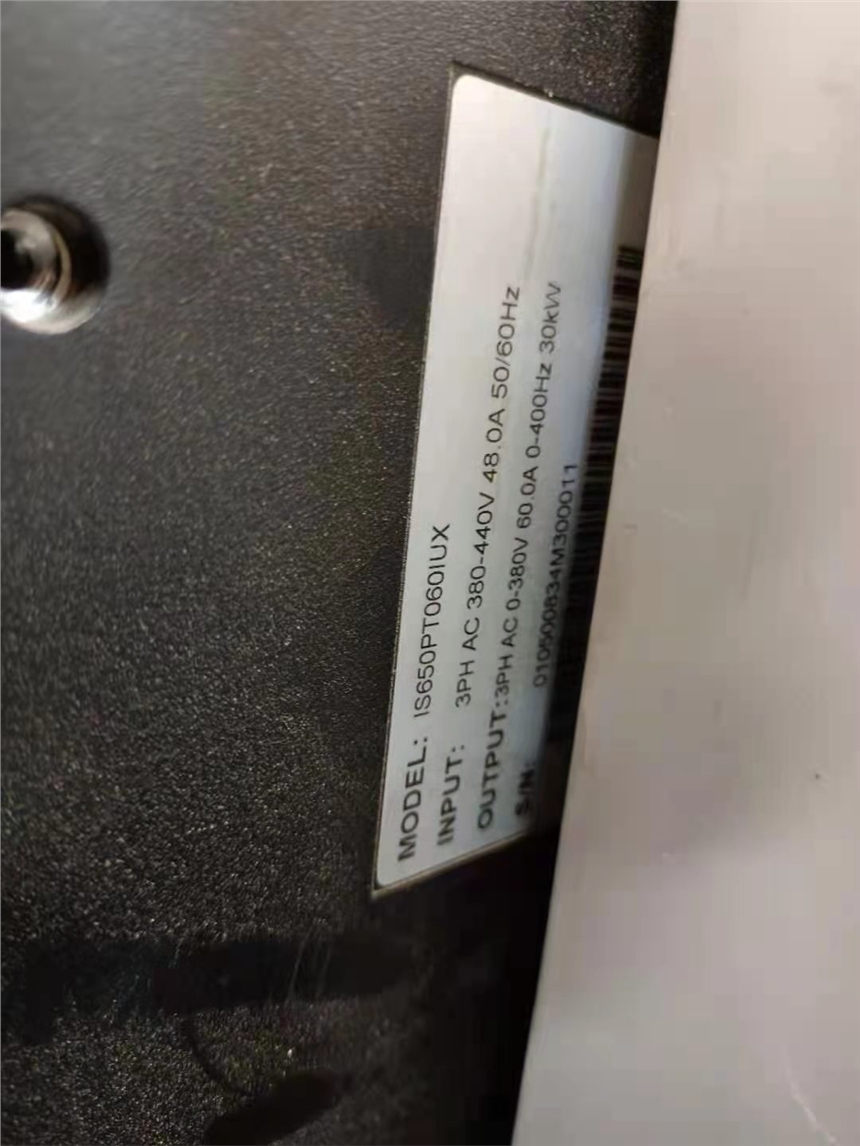 MODEL: IS650PT060IUX
INPUT: 3PH AC 380-440V 48.0A 50/60Hz
OUTPUT:3PH AC 0-380V 60.0A 0-400Hz 30kW
S/N: 010900834M300011